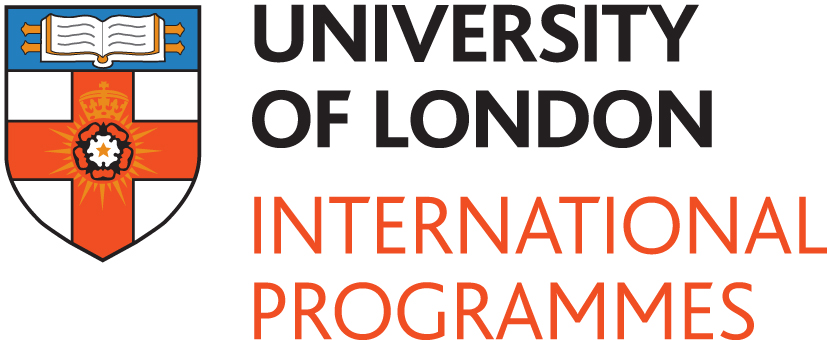 UNIVERSITY
OF LONDON
INTERNATIONAL
PROGRAMMES